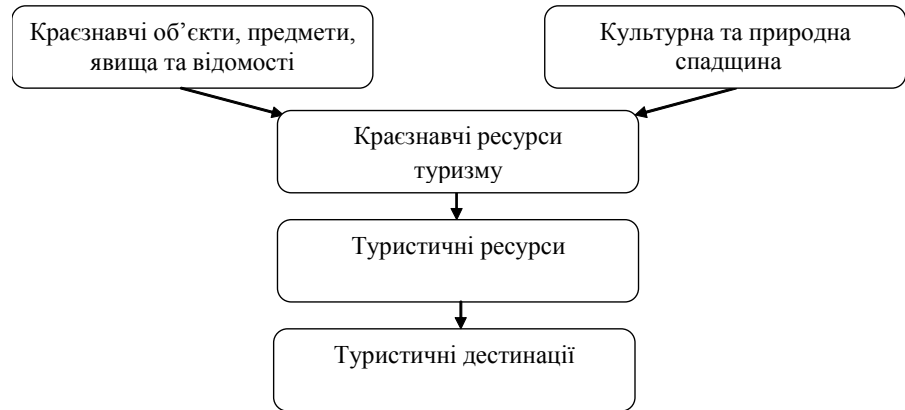 Краєзнавчі об’єкти, предмети,
явища та відомості
Культурна та природна
спадщина
Краєзнавчі ресурси
туризму
Туристичні ресурси
Туристичні дестинації